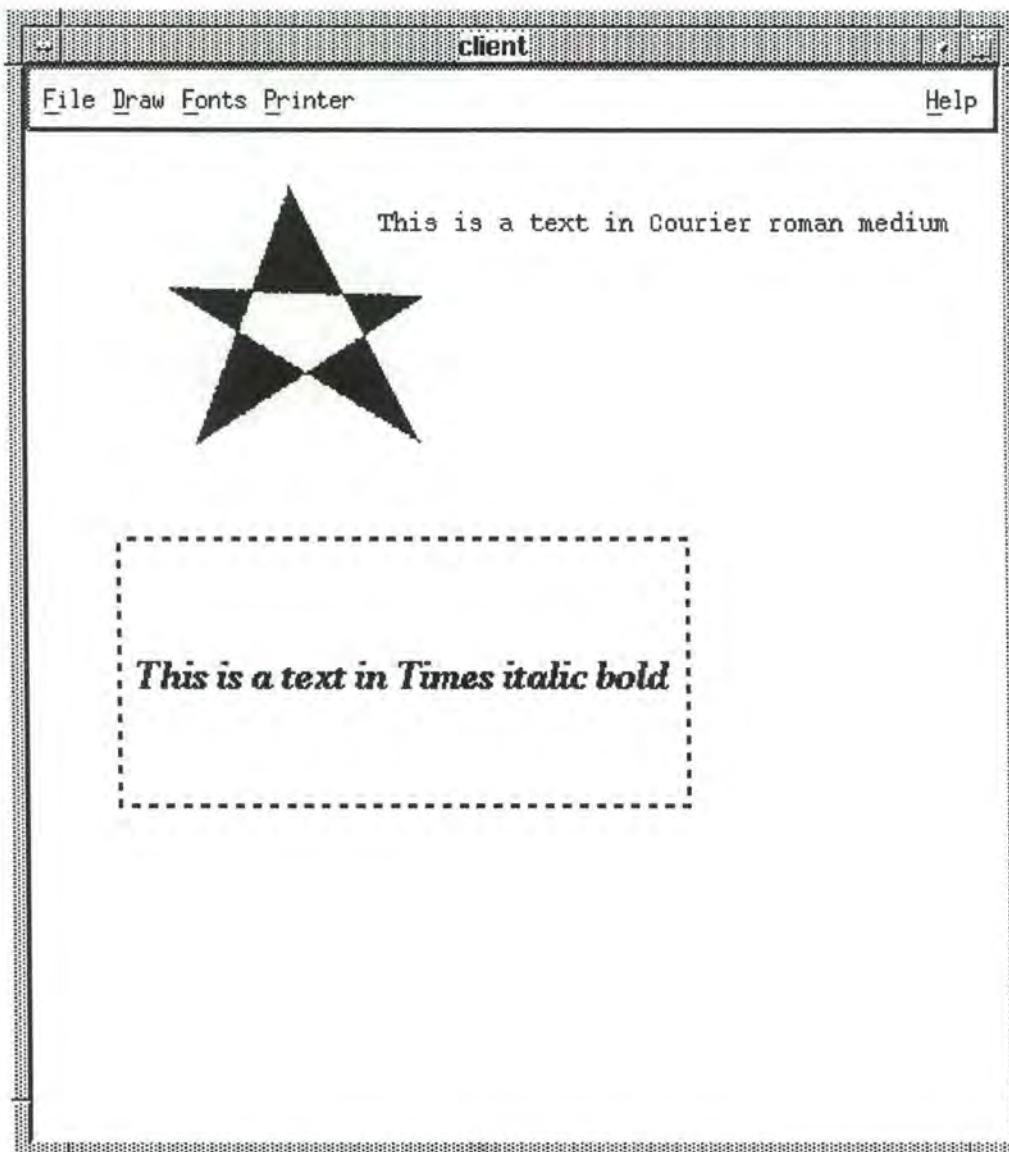 client
File Draw Fonts Printer Help
This is a text in Courier roman medium
This is a text in Times italic bold